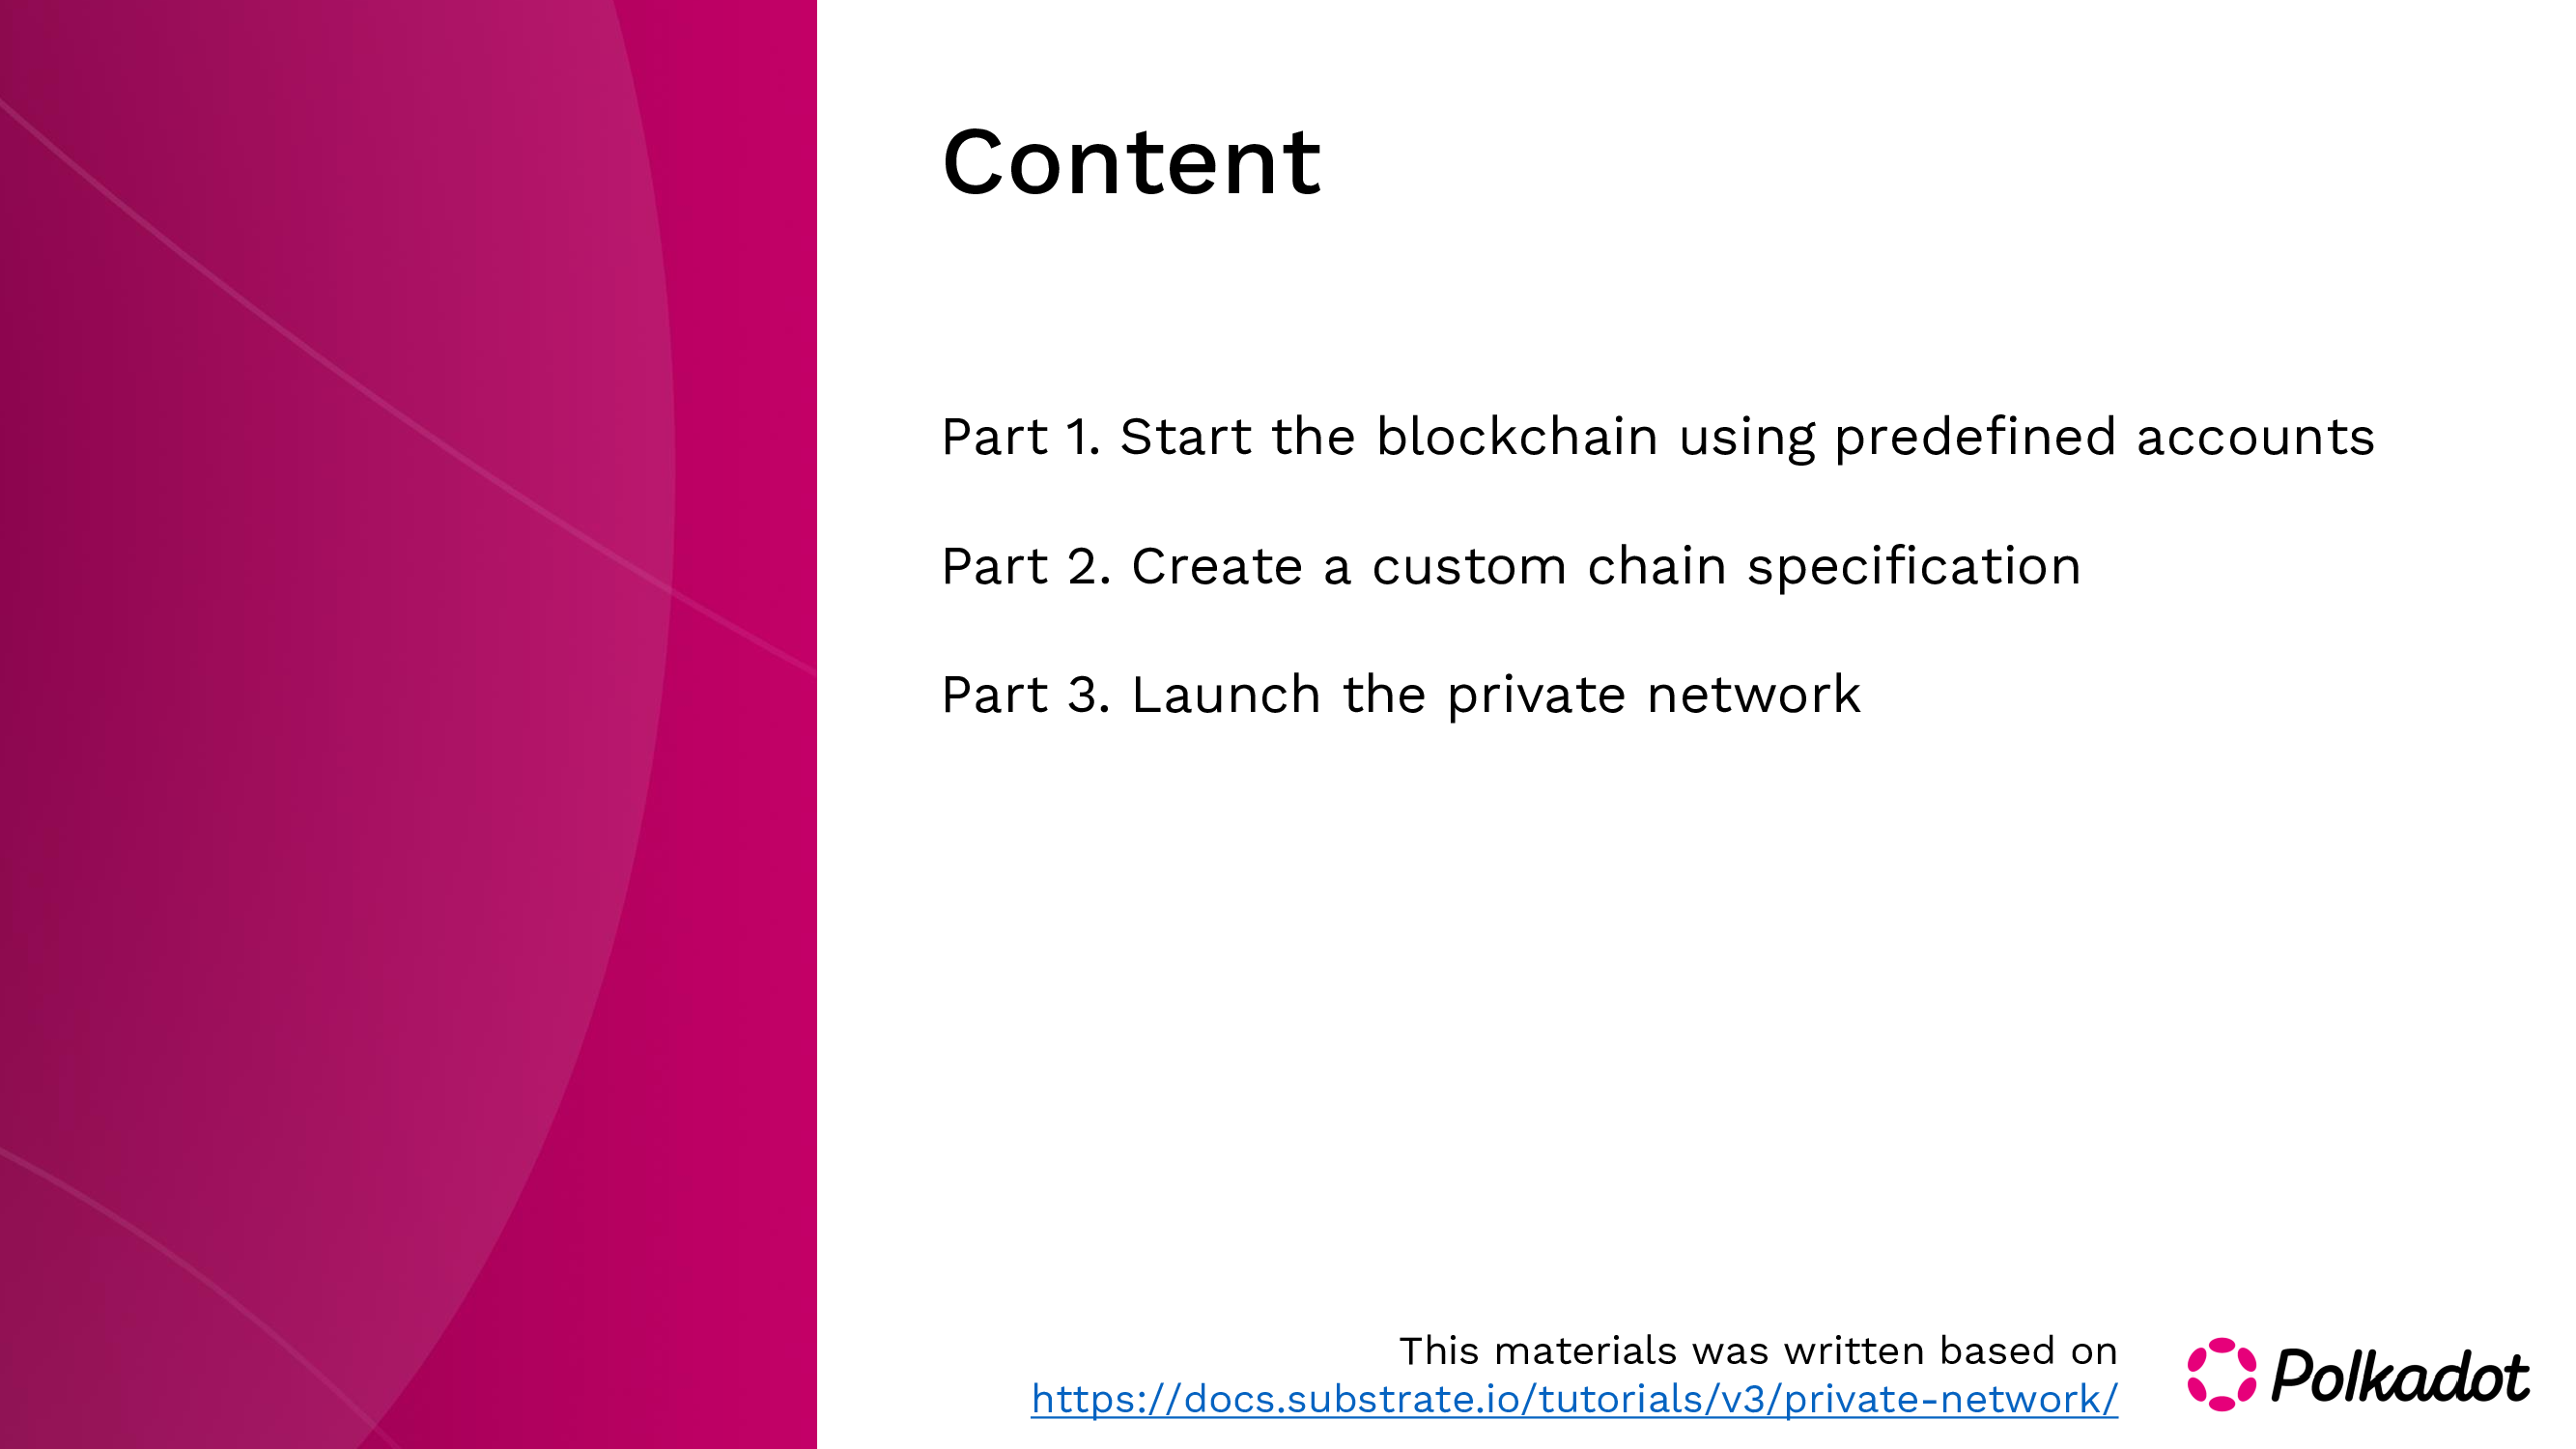 Content
Part 1. Start the blockchain using predefined accounts
Part 2. Create a custom chain specification
Part 3. Launch the private network
This materials was written based on
https://docs.substrate.io/tutorials/v3/private-network/
Polkadot